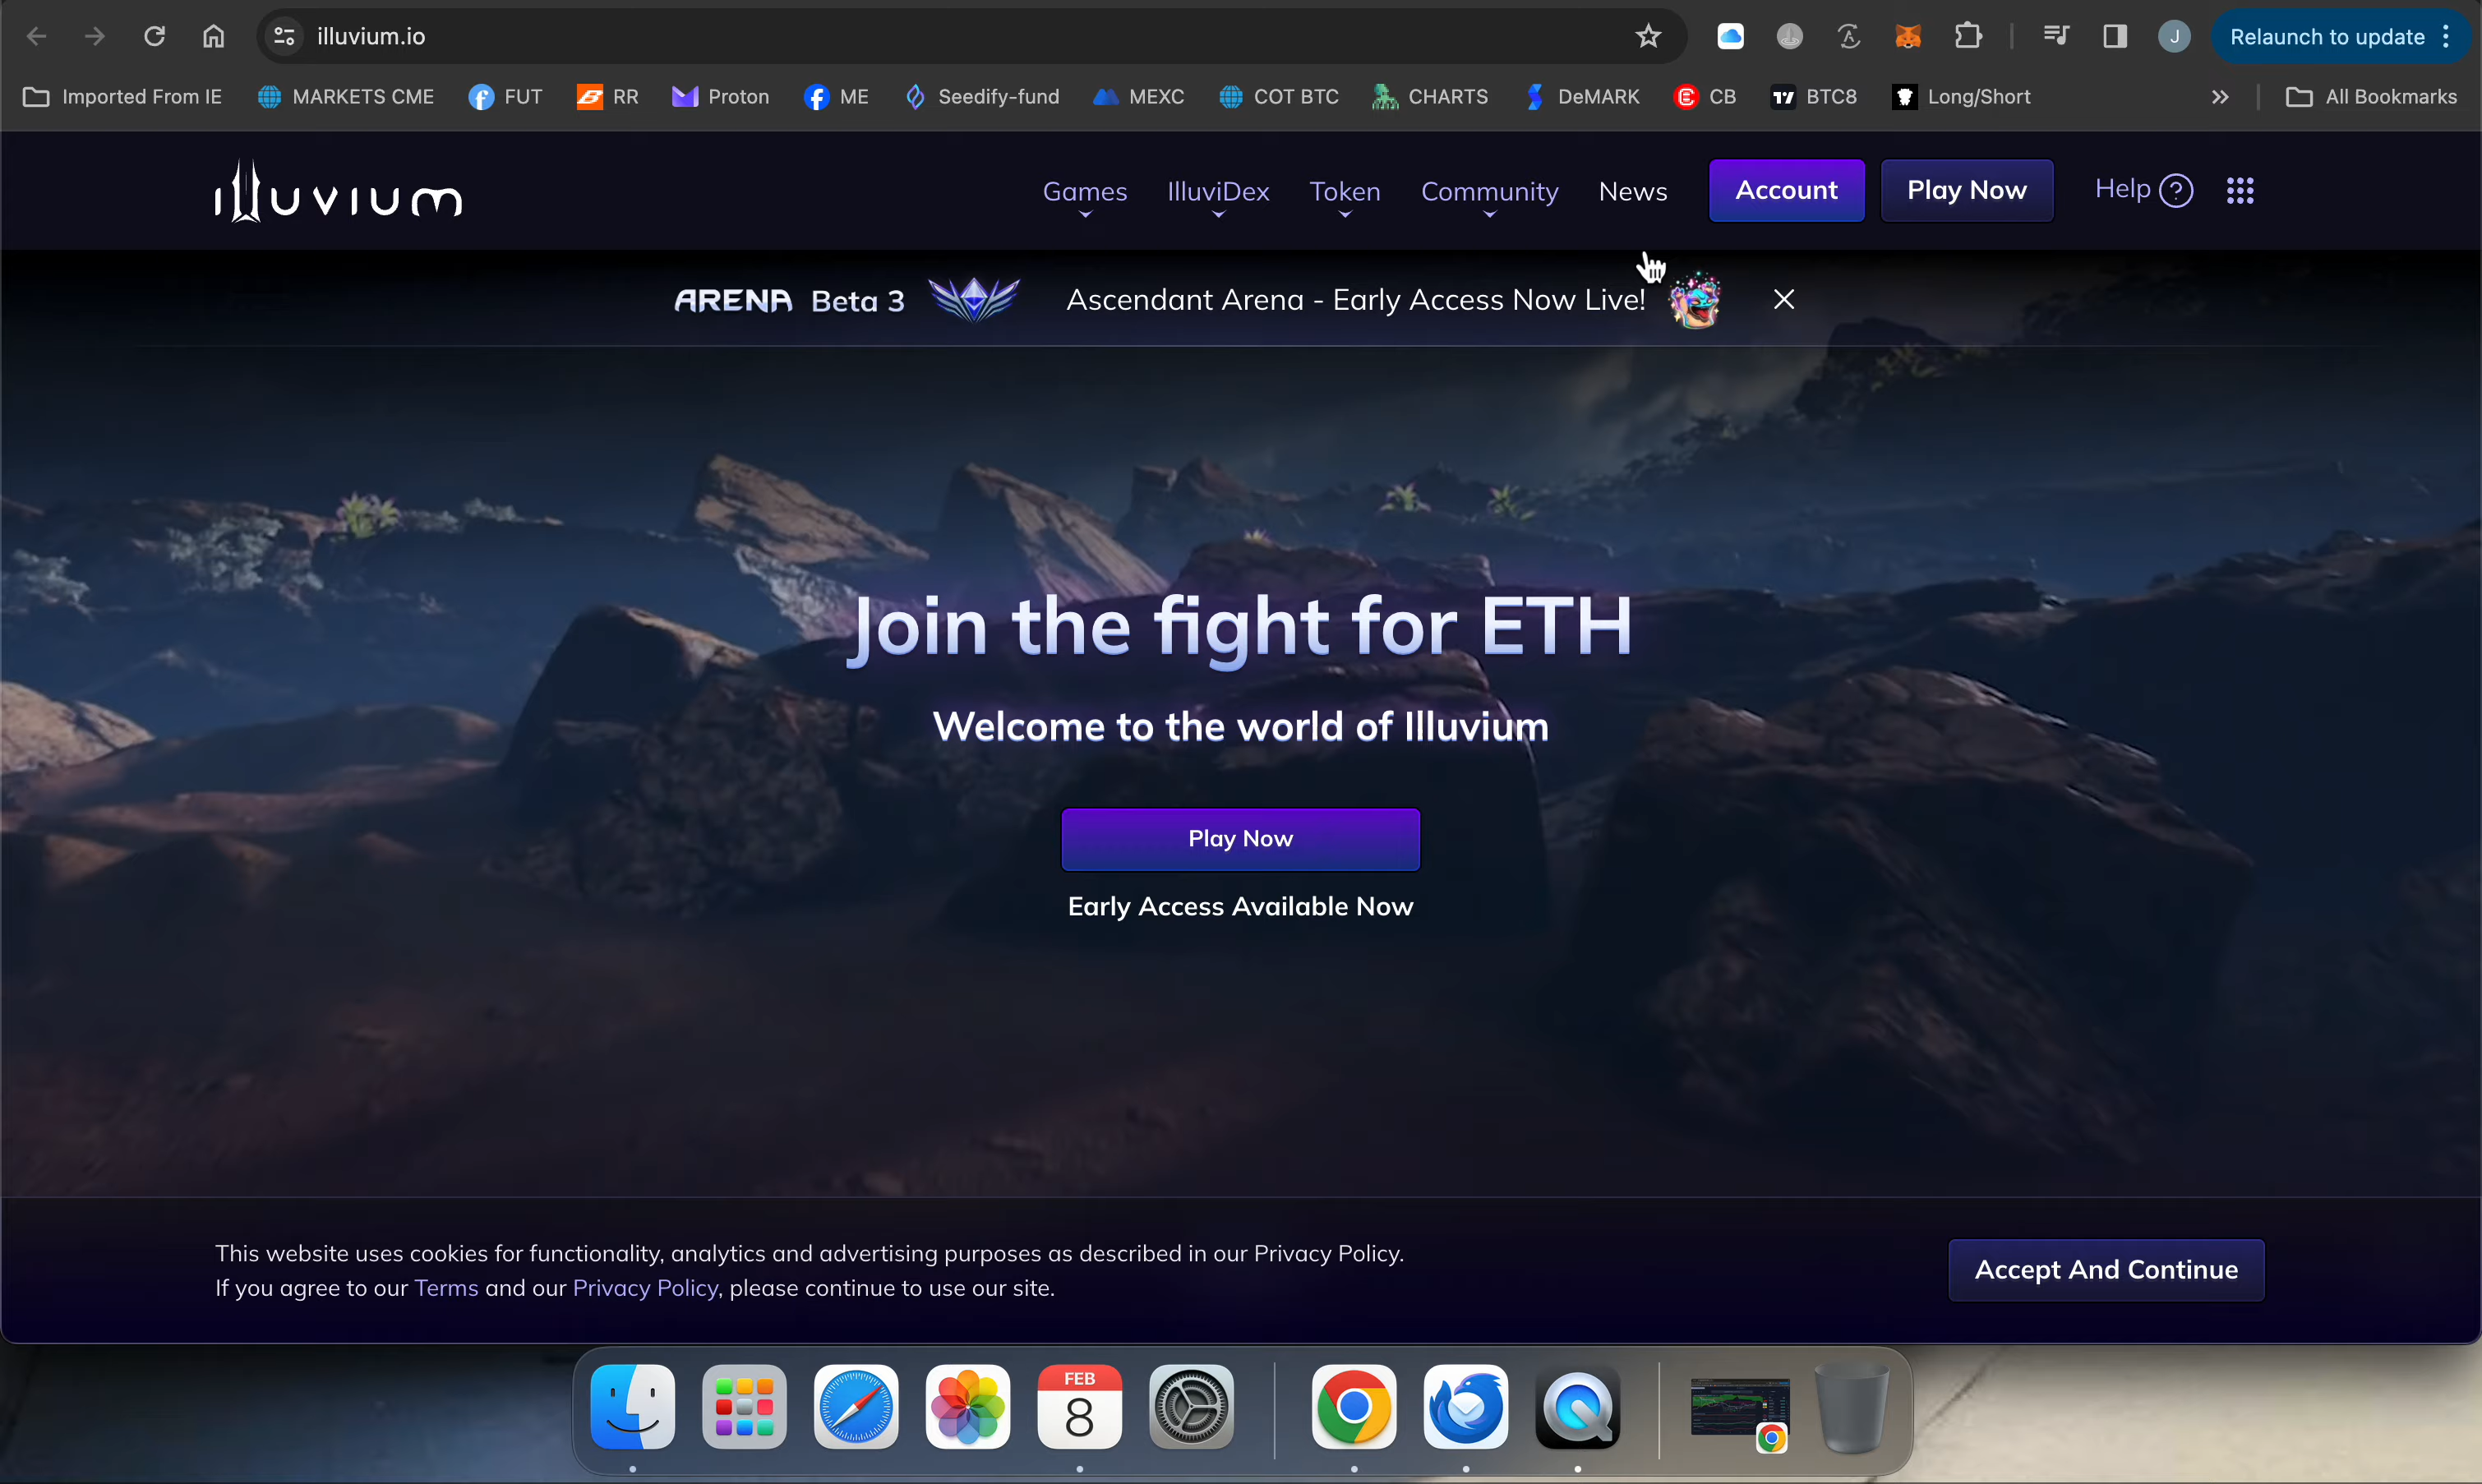 illuvium.io
Relaunch to update
Imported From IE
MARKETS CME
FUT
RR
Proton
ME
Seedify-fund
MEXC
COT BTC
CHARTS
DeMARK
CB
BTC8
Long/Short
All Bookmarks
illuvium
Games
IlluviDex
Token
Community
News
Account
Play Now
Help
ARENA Beta 3
Ascendant Arena - Early Access Now Live!
Join the fight for ETH
Welcome to the world of Illuvium
Play Now
Early Access Available Now
This website uses cookies for functionality, analytics and advertising purposes as described in our Privacy Policy.
If you agree to our Terms and our Privacy Policy, please continue to use our site.
Accept And Continue
FEB
8